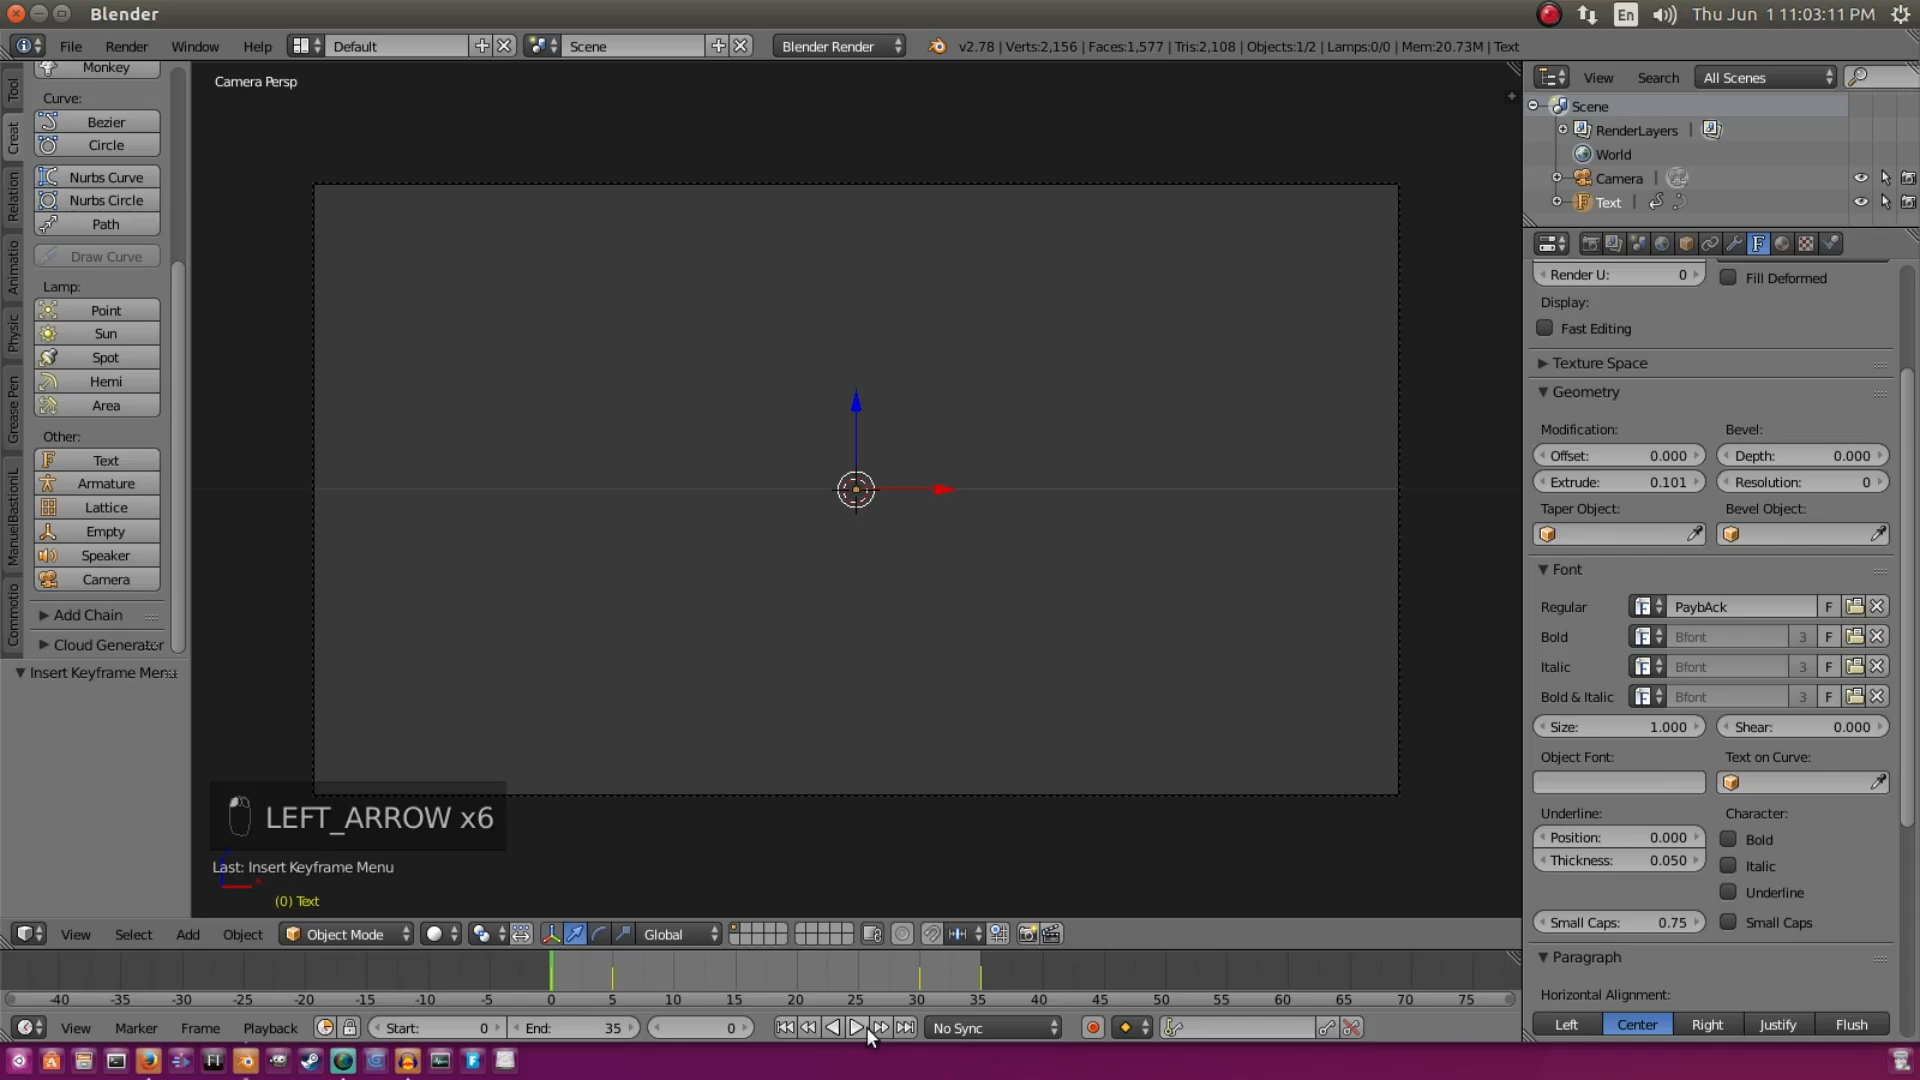 Blender
En
Thu Jun 1 11:03:11 PM
File Render Window Help Default Scene Blender Render v2.78 | Verts:2,156 | Faces:1,577 | Tris:2,108 | Objects:1/2 | Lamps:0/0 | Mem:20.73M | Text
Tool
Creat
Relation
Animatio
Physic
Grease Pen
ManuelBastioniL
Commotio
Monkey
Curve:
Bezier
Circle
Nurbs Curve
Nurbs Circle
Path
Draw Curve
Lamp:
Point
Sun
Spot
Hemi
Area
Other:
Text
Armature
Lattice
Empty
Speaker
Camera
Add Chain
Cloud Generator
Insert Keyframe Menu
Camera Persp
LEFT_ARROW x6
Last: Insert Keyframe Menu
(0) Text
View Select Add Object Object Mode Global
-40 -35 -30 -25 -20 -15 -10 -5 0 5 10 15 20 25 30 35 40 45 50 55 60 65 70 75
View Marker Frame Playback Start: 0 End: 35 0 No Sync
View Search All Scenes
Scene
RenderLayers
World
Camera
Text
Render U: 0 Fill Deformed
Display:
Fast Editing
Texture Space
Geometry
Modification: Bevel:
Offset: 0.000 Depth: 0.000
Extrude: 0.101 Resolution: 0
Taper Object: Bevel Object:
Font
Regular PaybAck F
Bold Bfont 3 F
Italic Bfont 3 F
Bold & Italic Bfont 3 F
Size: 1.000 Shear: 0.000
Object Font: Text on Curve:
Underline: Character:
Position: 0.000 Bold
Thickness: 0.050 Italic
Underline
Small Caps: 0.75 Small Caps
Paragraph
Horizontal Alignment:
Left Center Right Justify Flush